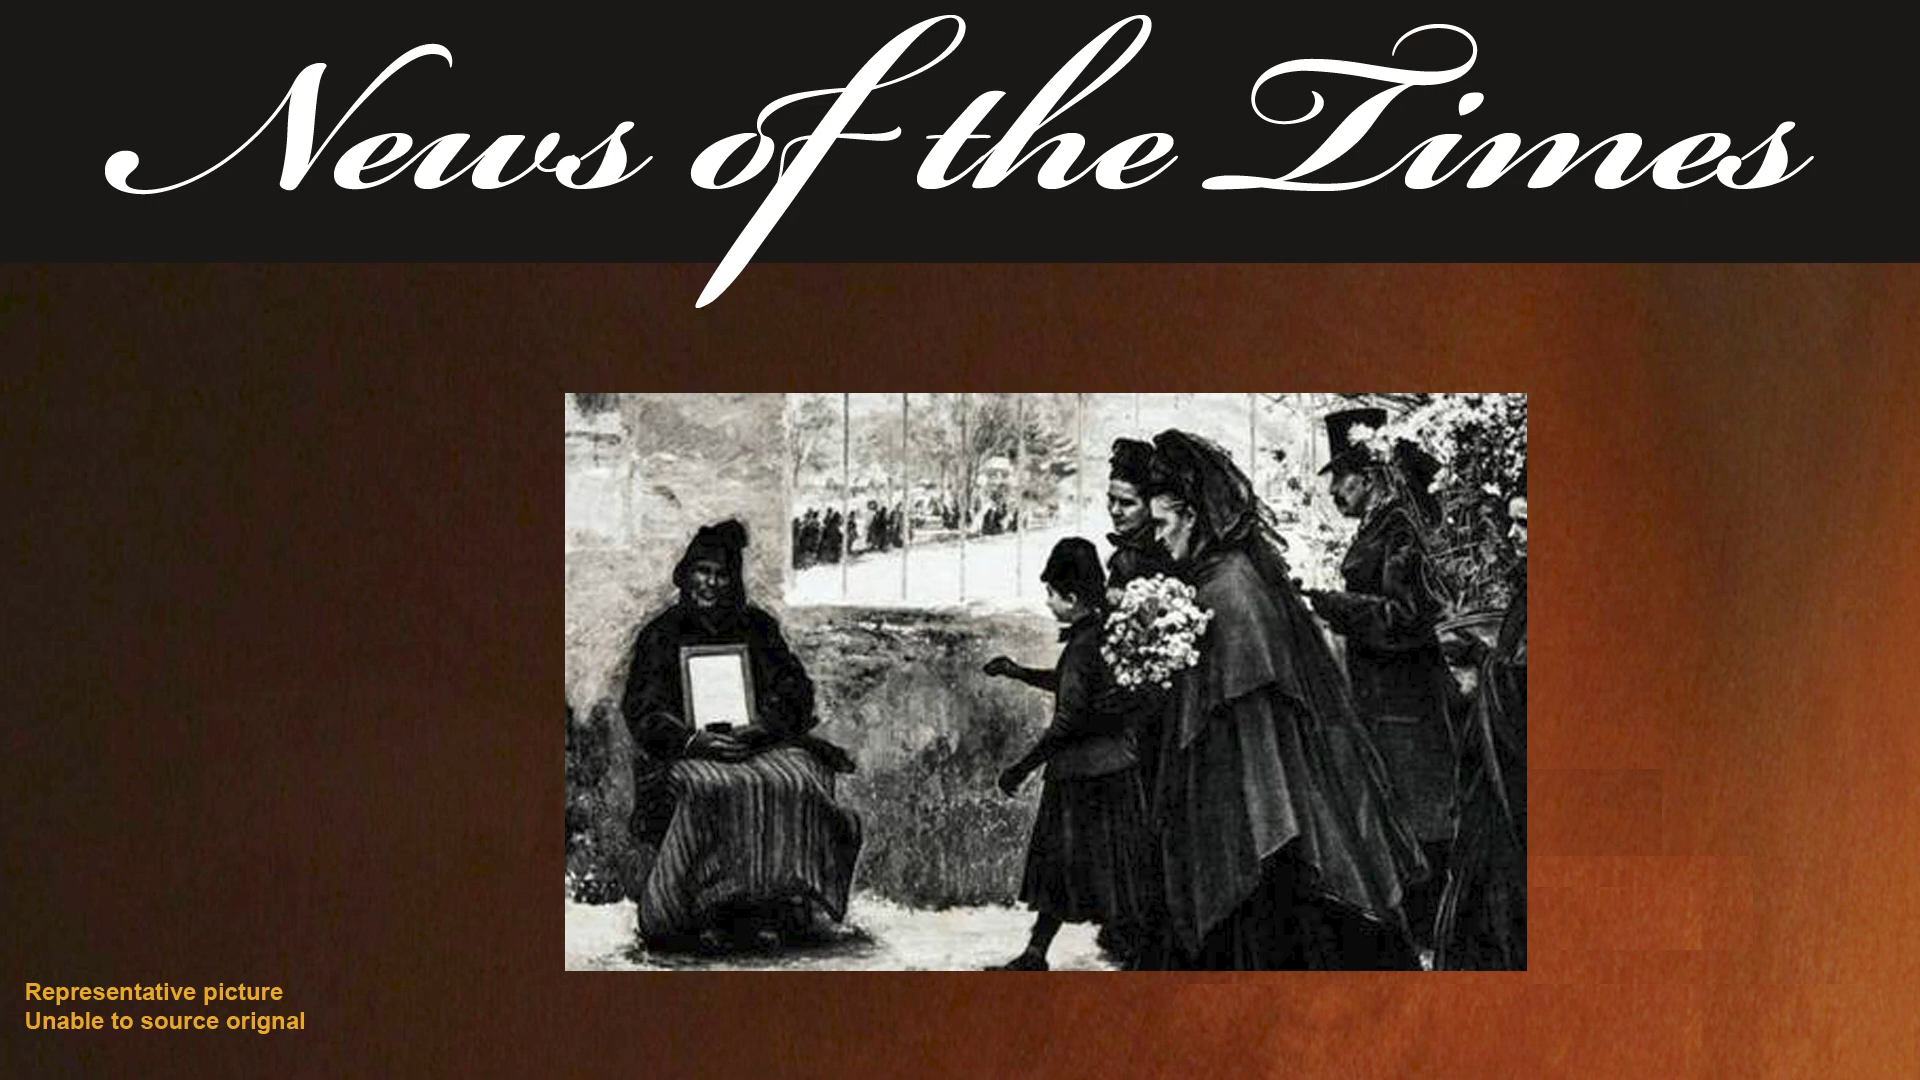 News of the Times
Representative picture
Unable to source orignal